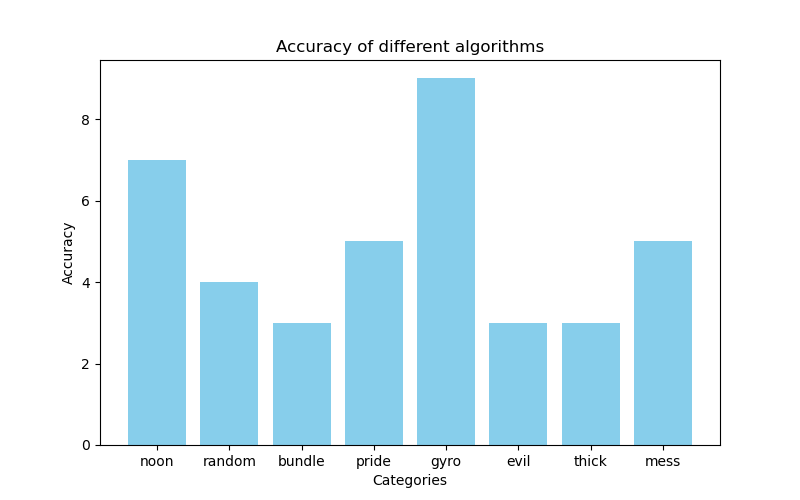 Accuracy of different algorithms
8
6
4
2
0
Accuracy
noon random bundle pride gyro evil thick mess
Categories